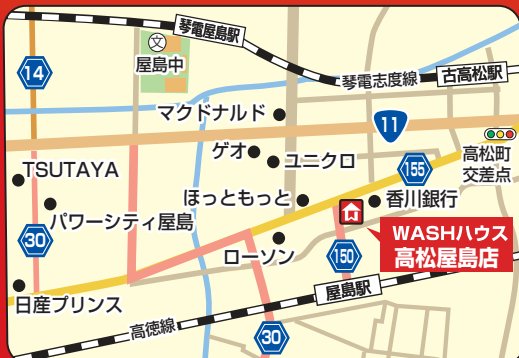 琴電屋島駅
文
14
屋島中
琴電志度線
古高松駅
マクドナルド
11
ゲオ
ユニクロ
高松町
交差点
155
TSUTAYA
ほっともっと
香川銀行
パワーシティ屋島
30
ローソン
150
WASHハウス
高松屋島店
日産プリンス
屋島駅
高徳線
30